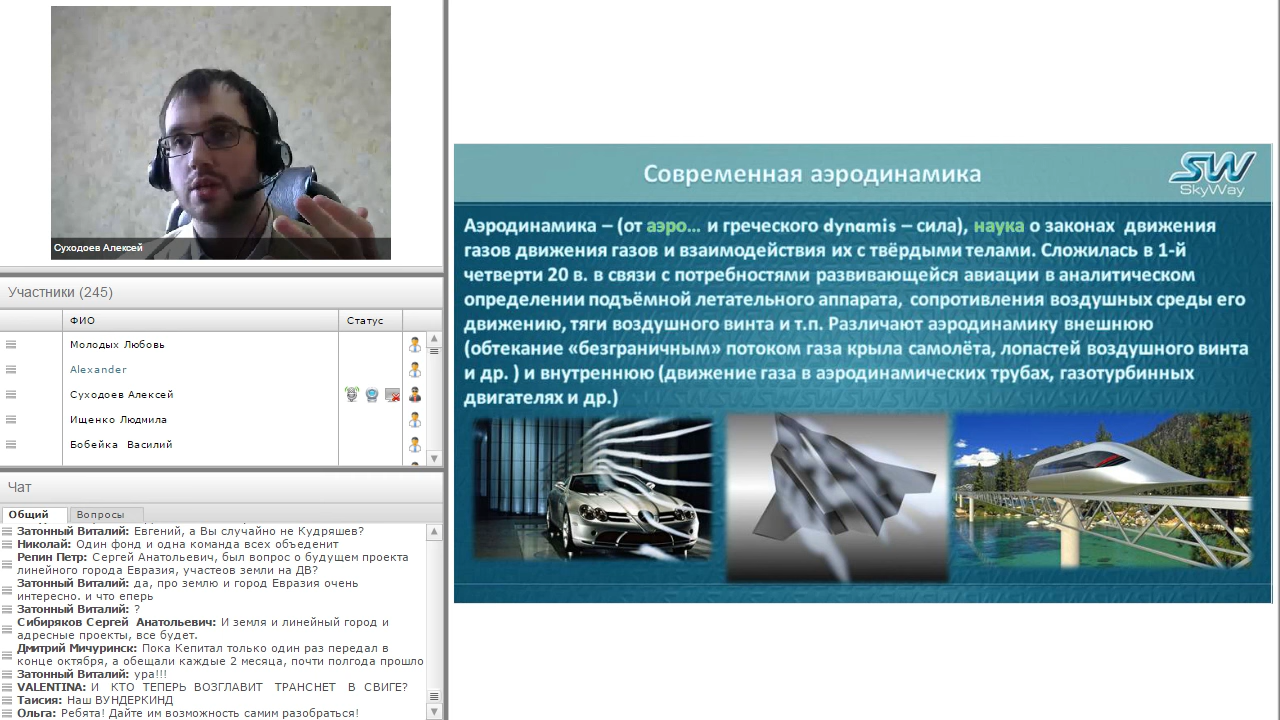 Суходоев Алексей
Участники (245)
ФИО
Статус
Молодых Любовь
Alexander
Суходоев Алексей
Ищенко Людмила
Бобейка Василий
Чат
Общий
Вопросы
Затонный Виталий: Евгений, а Вы случайно не Кудряшев?
Николай: Один фонд и одна команда всех объеденит
Репин Петр: Сергей Анатольевич, был вопрос о будущем проекта
линейного города Евразия, участеов земли на ДВ?
Затонный Виталий: да, про землю и город Евразия очень
интересно. и что еперь
Затонный Виталий: ?
Сибиряков Сергей Анатольевич: И земля и линейный город и
адресные проекты, все будет.
Дмитрий Мичуринск: Пока Кепитал только один раз передал в
конце октября, а обещали каждые 2 месяца, почти полгода прошло
Затонный Виталий: ура!!!
VALENTINA: И КТО ТЕПЕРЬ ВОЗГЛАВИТ ТРАНСНЕТ В СВИГЕ?
Таисия: Наш ВУНДЕРКИНД
Ольга: Ребята! Дайте им возможность самим разобраться!
Современная аэродинамика
SW
SkyWay
Аэродинамика – (от аэро... и греческого dynamis – сила), наука о законах движения
газов движения газов и взаимодействия их с твёрдыми телами. Сложилась в 1-й
четверти 20 в. в связи с потребностями развивающейся авиации в аналитическом
определении подъёмной летательного аппарата, сопротивления воздушных среды его
движению, тяги воздушного винта и т.п. Различают аэродинамику внешнюю
(обтекание «безграничным» потоком газа крыла самолёта, лопастей воздушного винта
и др. ) и внутреннюю (движение газа в аэродинамических трубах, газотурбинных
двигателях и др.)